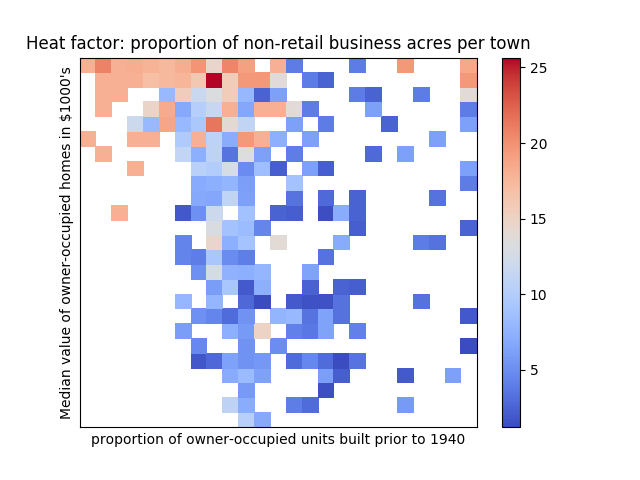 Heat factor: proportion of non-retail business acres per town
Median value of owner-occupied homes in $1000's
25
20
15
10
5
proportion of owner-occupied units built prior to 1940